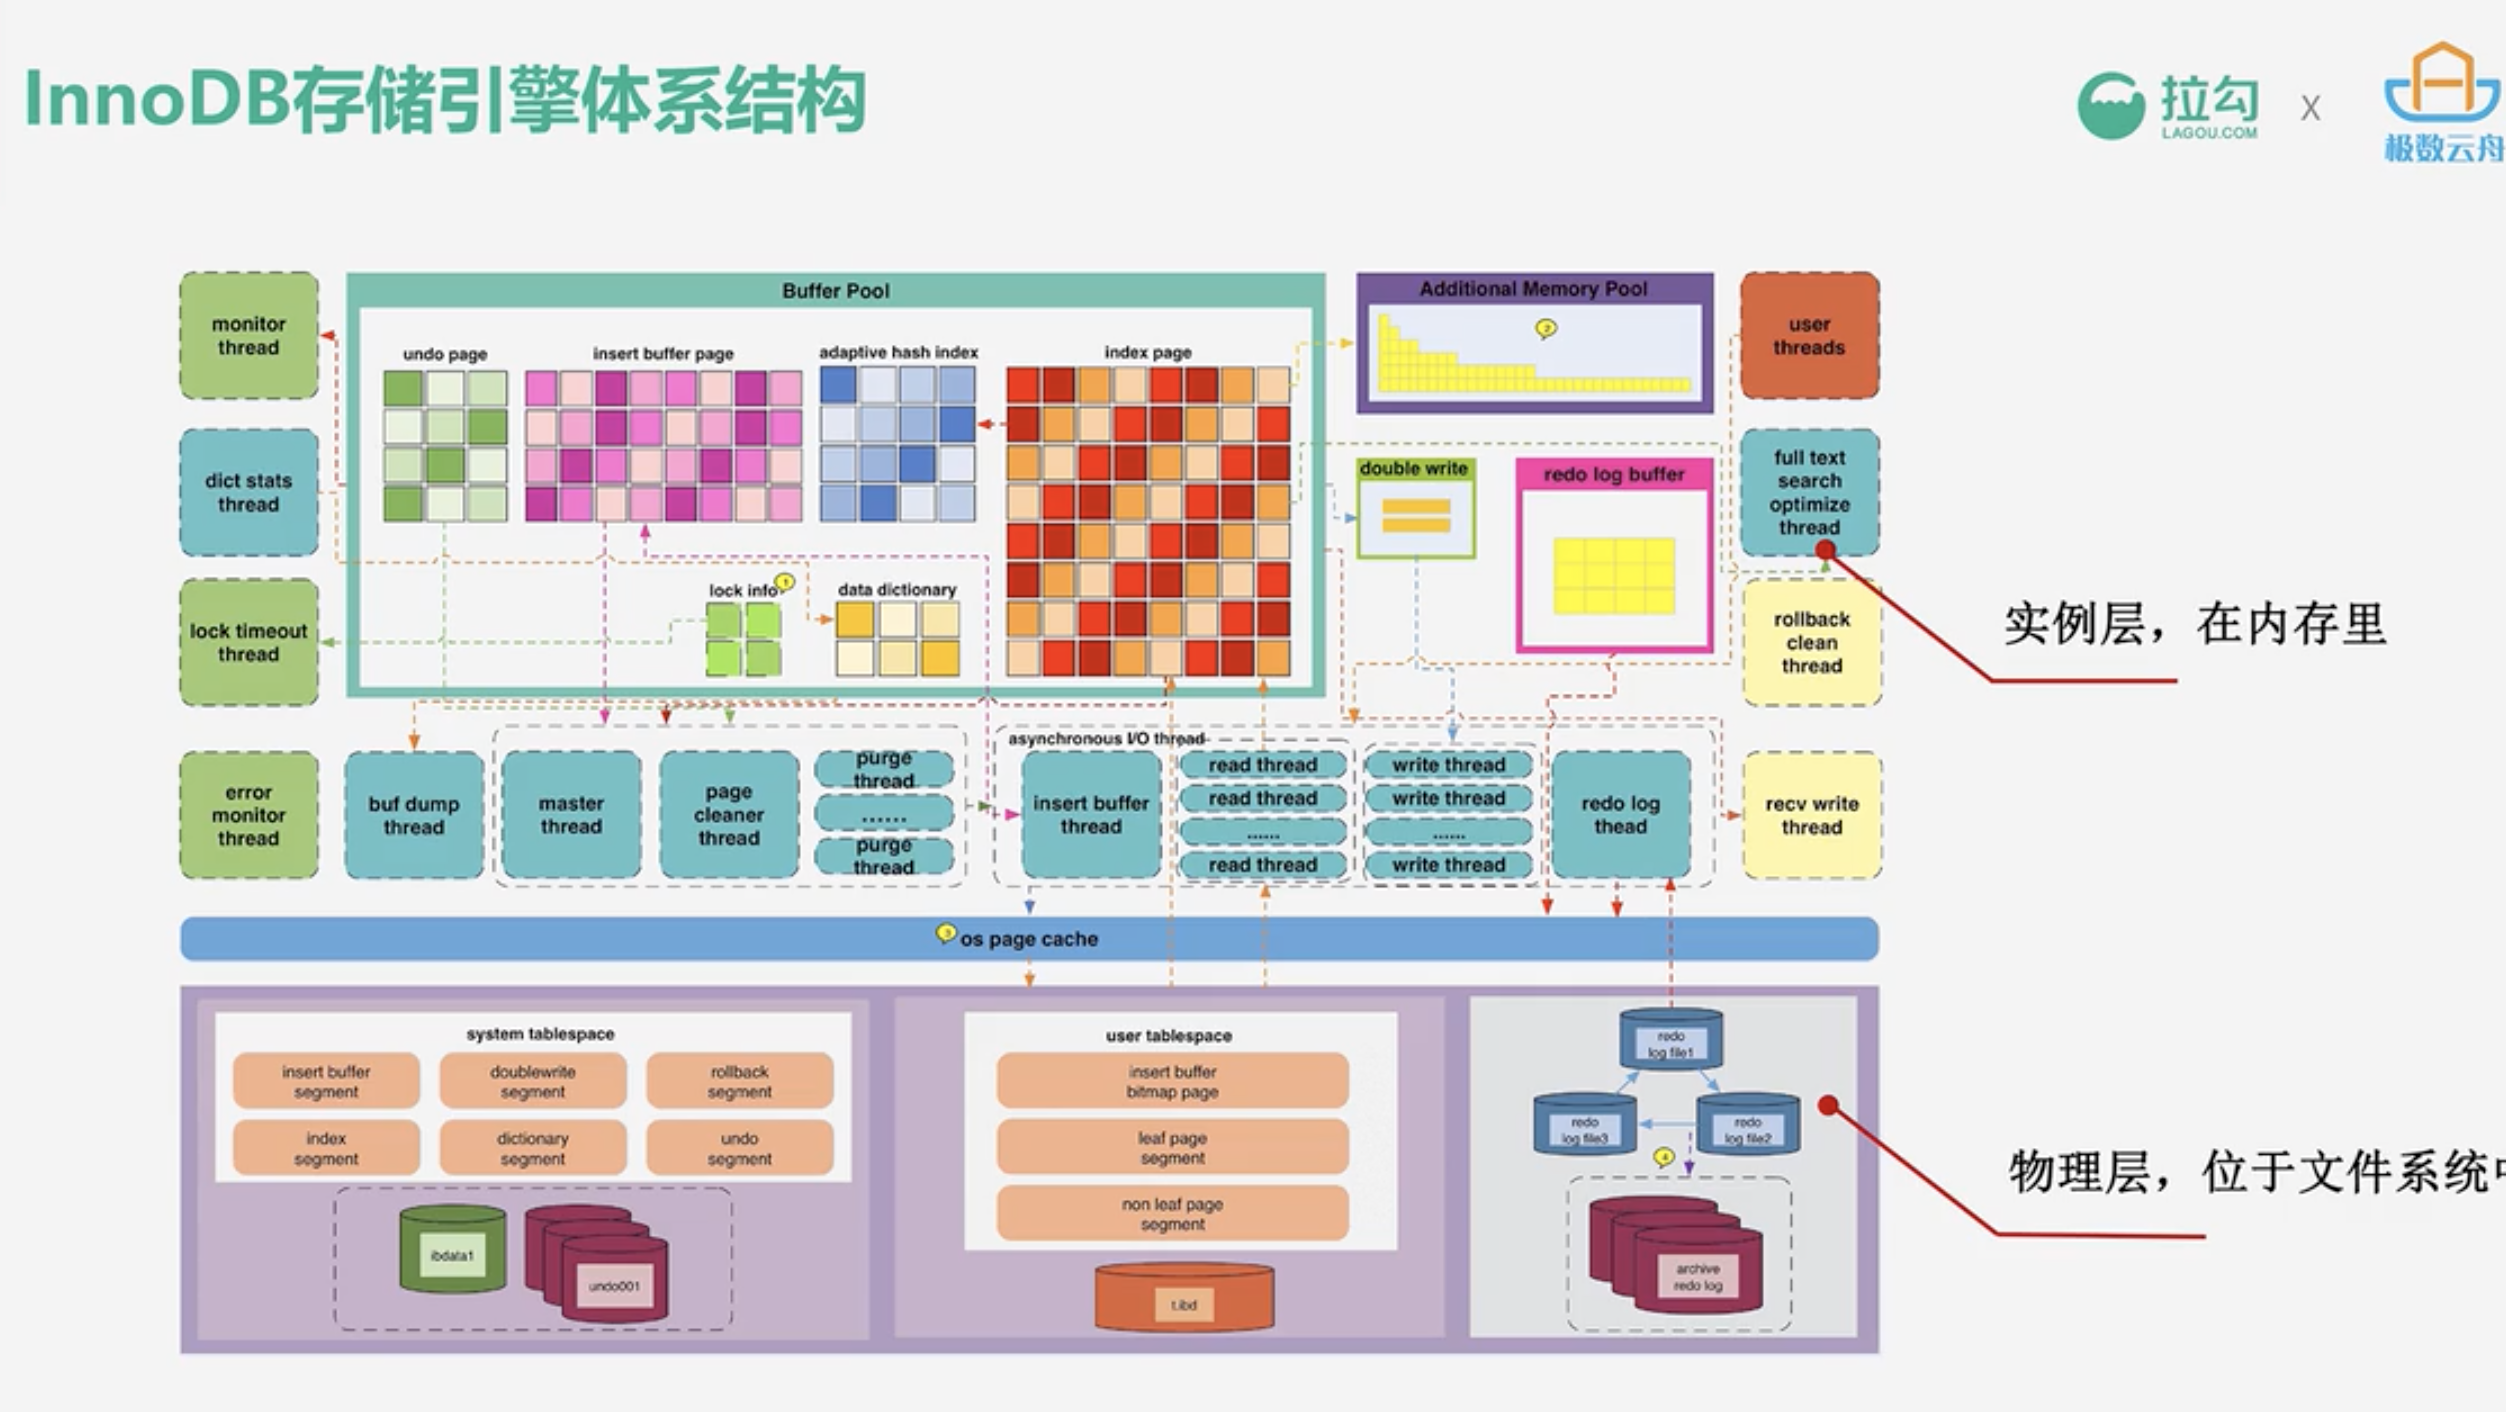 InnoDB存储引擎体系结构
拉勾
LAGOU.COM
X
极数云舟
monitor
thread
dict stats
thread
lock timeout
thread
error
monitor
thread
Buffer Pool
undo page
insert buffer page
adaptive hash index
index page
lock info
1
data dictionary
Additional Memory Pool
2
double write
redo log buffer
user
threads
full text
search
optimize
thread
rollback
clean
thread
recv write
thread
实例层，在内存里
buf dump
thread
master
thread
page
cleaner
thread
purge
thread
......
purge
thread
asynchronous I/O thread
insert buffer
thread
read thread
read thread
......
read thread
write thread
write thread
......
write thread
redo log
thead
3
os page cache
system tablespace
insert buffer
segment
doublewrite
segment
rollback
segment
index
segment
dictionary
segment
undo
segment
ibdata1
undo001
user tablespace
insert buffer
bitmap page
leaf page
segment
non leaf page
segment
t.ibd
redo
log file1
redo
log file3
redo
log file2
4
archive
redo log
物理层，位于文件系统中